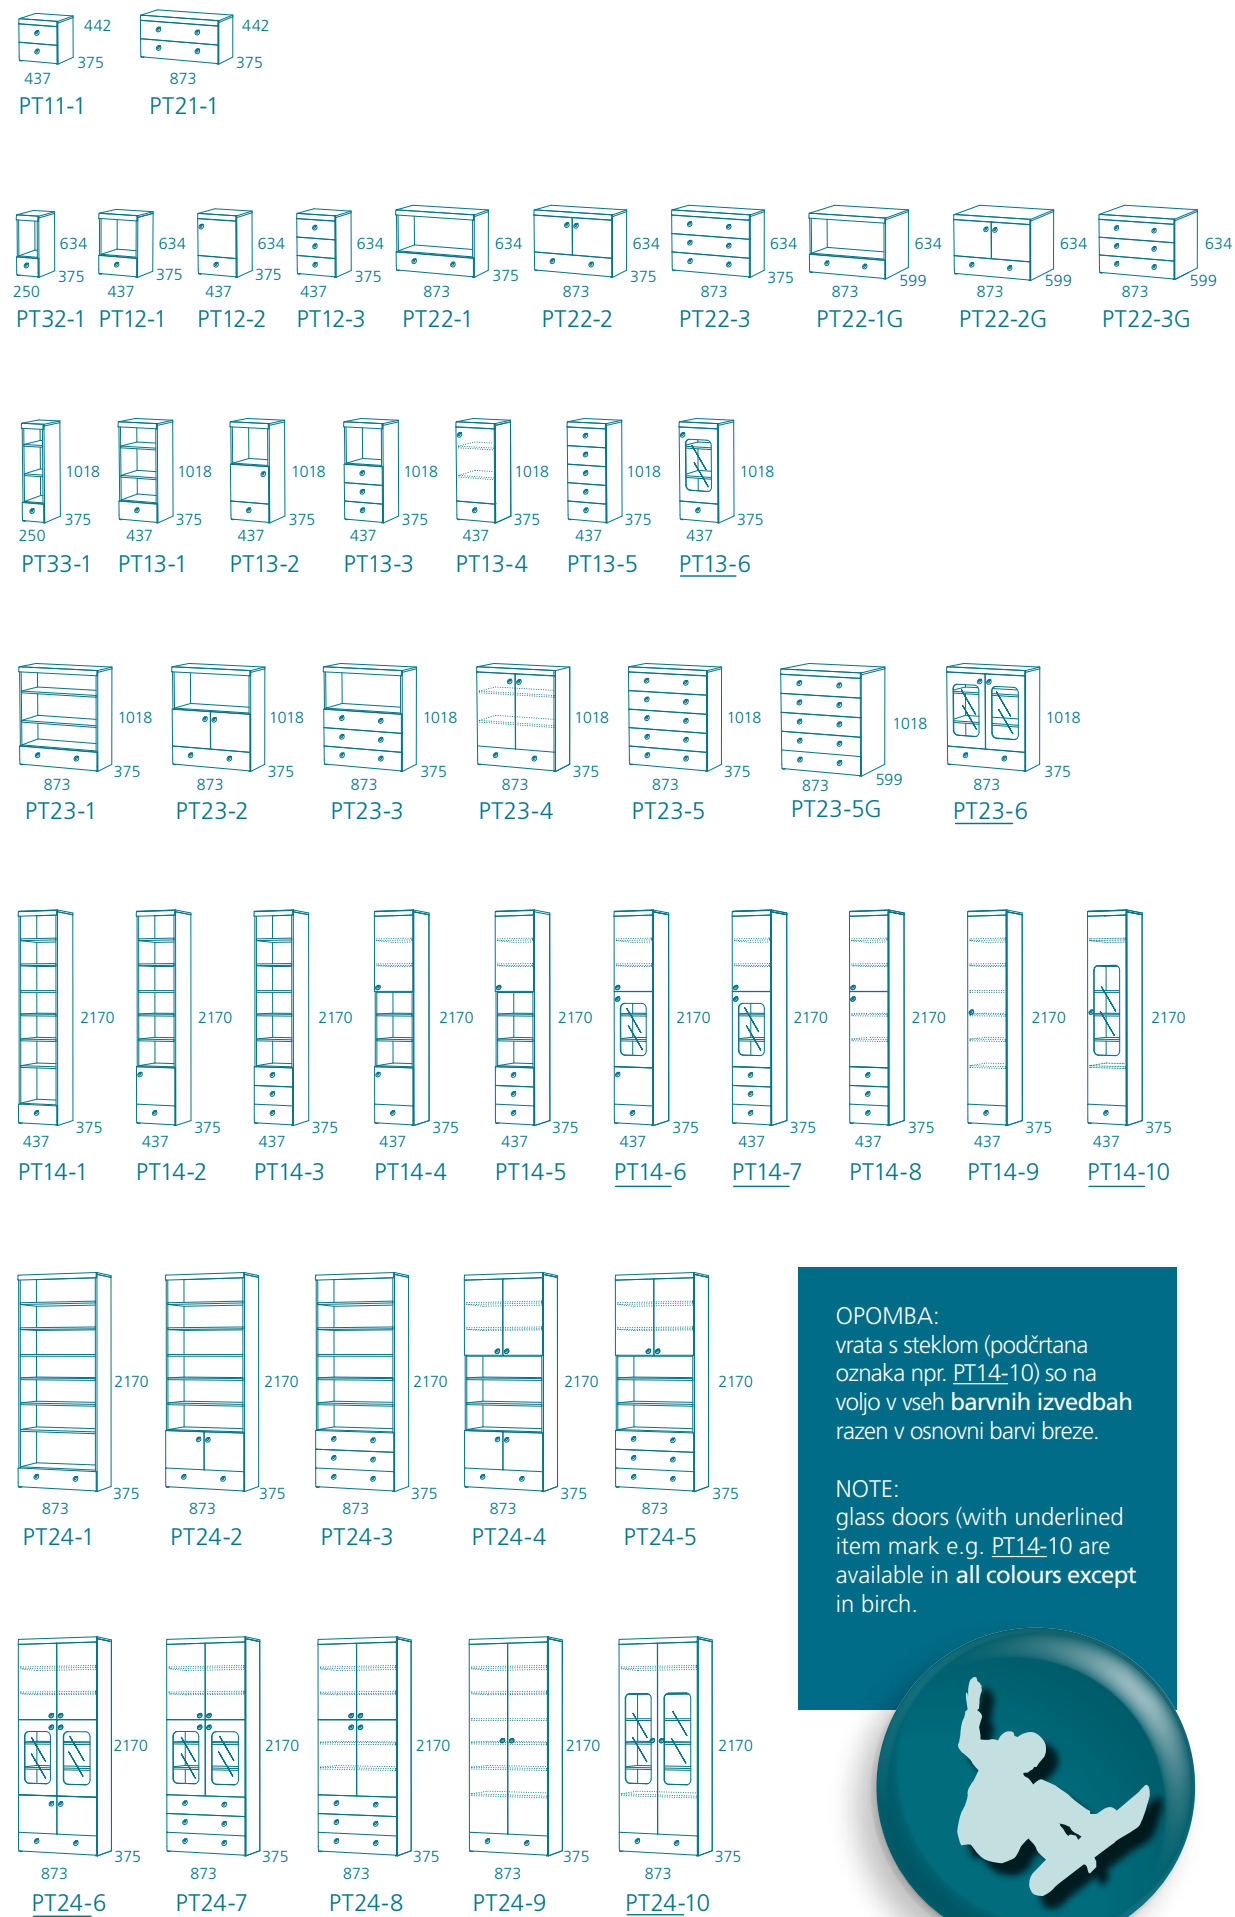 442 442
375 375
437 873
PT11-1 PT21-1
634 634 634 634 634 634 634 634 634 634
375 375 375 375 375 375 375 599 599 599
250 437 437 437 873 873 873 873 873 873
PT32-1 PT12-1 PT12-2 PT12-3 PT22-1 PT22-2 PT22-3 PT22-1G PT22-2G PT22-3G
1018 1018 1018 1018 1018 1018 1018
375 375 375 375 375 375 375
250 437 437 437 437 437 437
PT33-1 PT13-1 PT13-2 PT13-3 PT13-4 PT13-5 PT13-6
1018 1018 1018 1018 1018 1018 1018
375 375 375 375 375 599 375
873 873 873 873 873 873 873
PT23-1 PT23-2 PT23-3 PT23-4 PT23-5 PT23-5G PT23-6
2170 2170 2170 2170 2170 2170 2170 2170 2170 2170
375 375 375 375 375 375 375 375 375 375
437 437 437 437 437 437 437 437 437 437
PT14-1 PT14-2 PT14-3 PT14-4 PT14-5 PT14-6 PT14-7 PT14-8 PT14-9 PT14-10
2170 2170 2170 2170 2170
375 375 375 375 375
873 873 873 873 873
PT24-1 PT24-2 PT24-3 PT24-4 PT24-5
OPOMBA:
vrata s steklom (podčrtana
oznaka npr. PT14-10) so na
voljo v vseh barvnih izvedbah
razen v osnovni barvi breze.
NOTE:
glass doors (with underlined
item mark e.g. PT14-10 are
available in all colours except
in birch.
2170 2170 2170 2170 2170
375 375 375 375 375
873 873 873 873 873
PT24-6 PT24-7 PT24-8 PT24-9 PT24-10